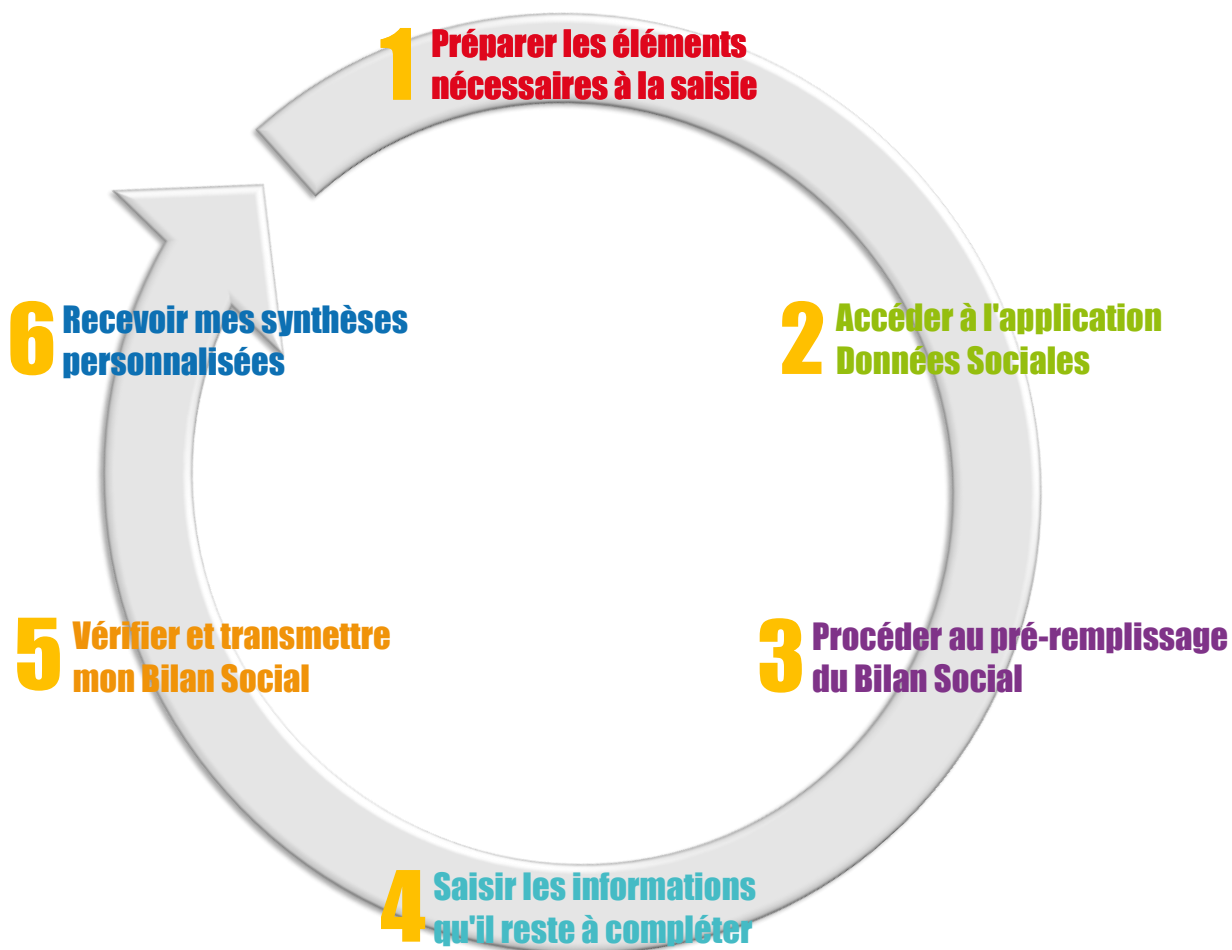 1 Préparer les éléments
nécessaires à la saisie
2 Accéder à l'application
Données Sociales
3 Procéder au pré-remplissage
du Bilan Social
4 Saisir les informations
qu'il reste à compléter
5 Vérifier et transmettre
mon Bilan Social
6 Recevoir mes synthèses
personnalisées